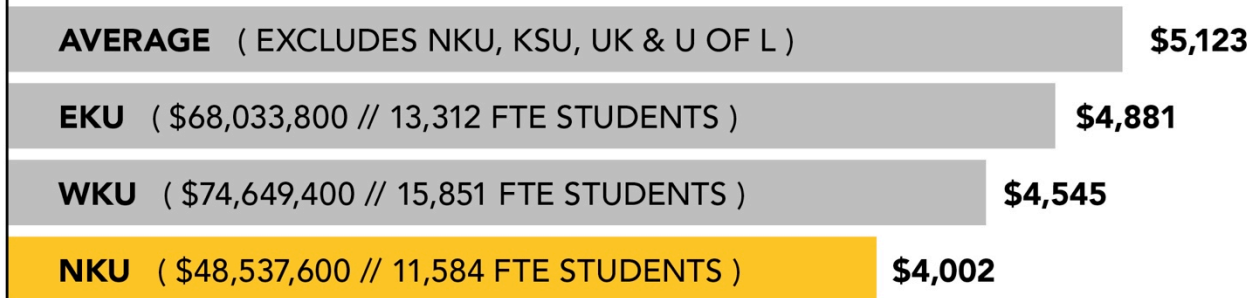 AVERAGE ( EXCLUDES NKU, KSU, UK & U OF L ) $5,123
EKU ( $68,033,800 // 13,312 FTE STUDENTS ) $4,881
WKU ( $74,649,400 // 15,851 FTE STUDENTS ) $4,545
NKU ( $48,537,600 // 11,584 FTE STUDENTS ) $4,002